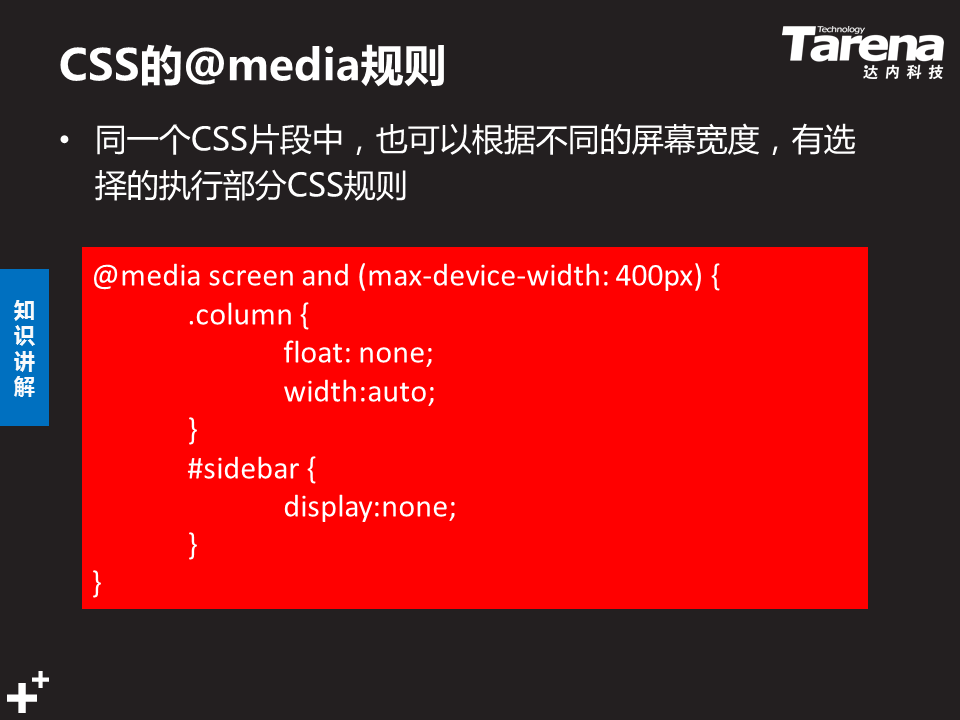 CSS的@media规则
Technology
Tarena
达内科技
• 同一个CSS片段中，也可以根据不同的屏幕宽度，有选
择的执行部分CSS规则
知
识
讲
解
@media screen and (max-device-width: 400px) {
.column {
float: none;
width:auto;
}
#sidebar {
display:none;
}
}